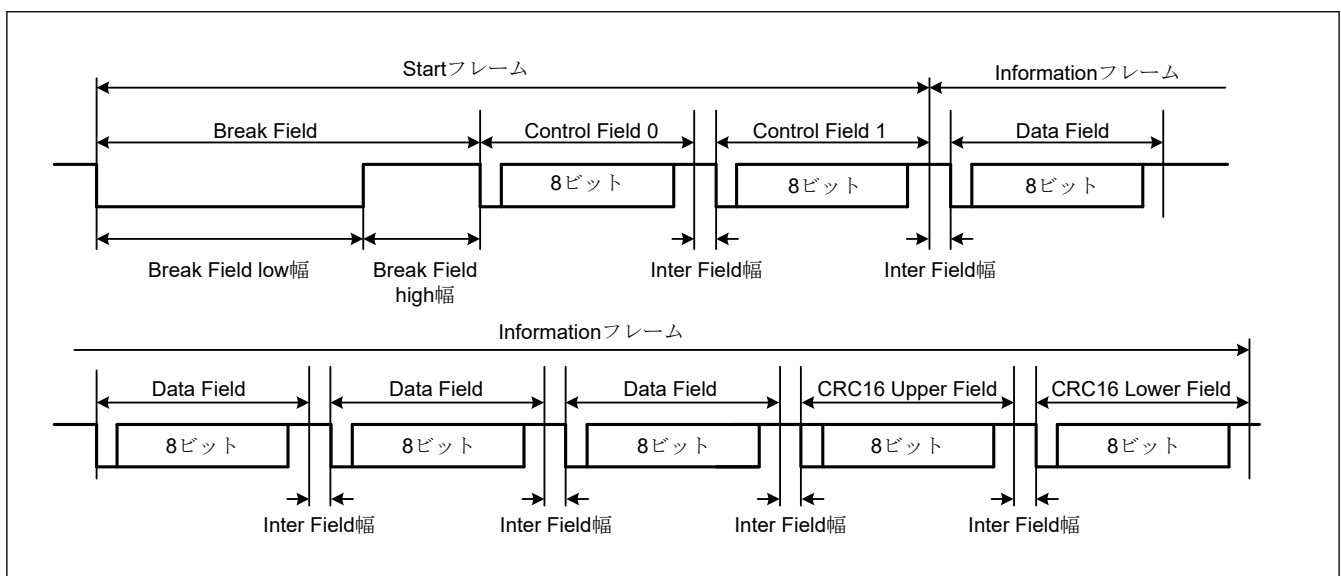 Startフレーム
Informationフレーム
Break Field
Control Field 0
Control Field 1
Data Field
8ビット
8ビット
8ビット
Break Field low幅
Break Field
high幅
Inter Field幅
Inter Field幅
Informationフレーム
Data Field
Data Field
Data Field
CRC16 Upper Field
CRC16 Lower Field
8ビット
8ビット
8ビット
8ビット
8ビット
Inter Field幅
Inter Field幅
Inter Field幅
Inter Field幅